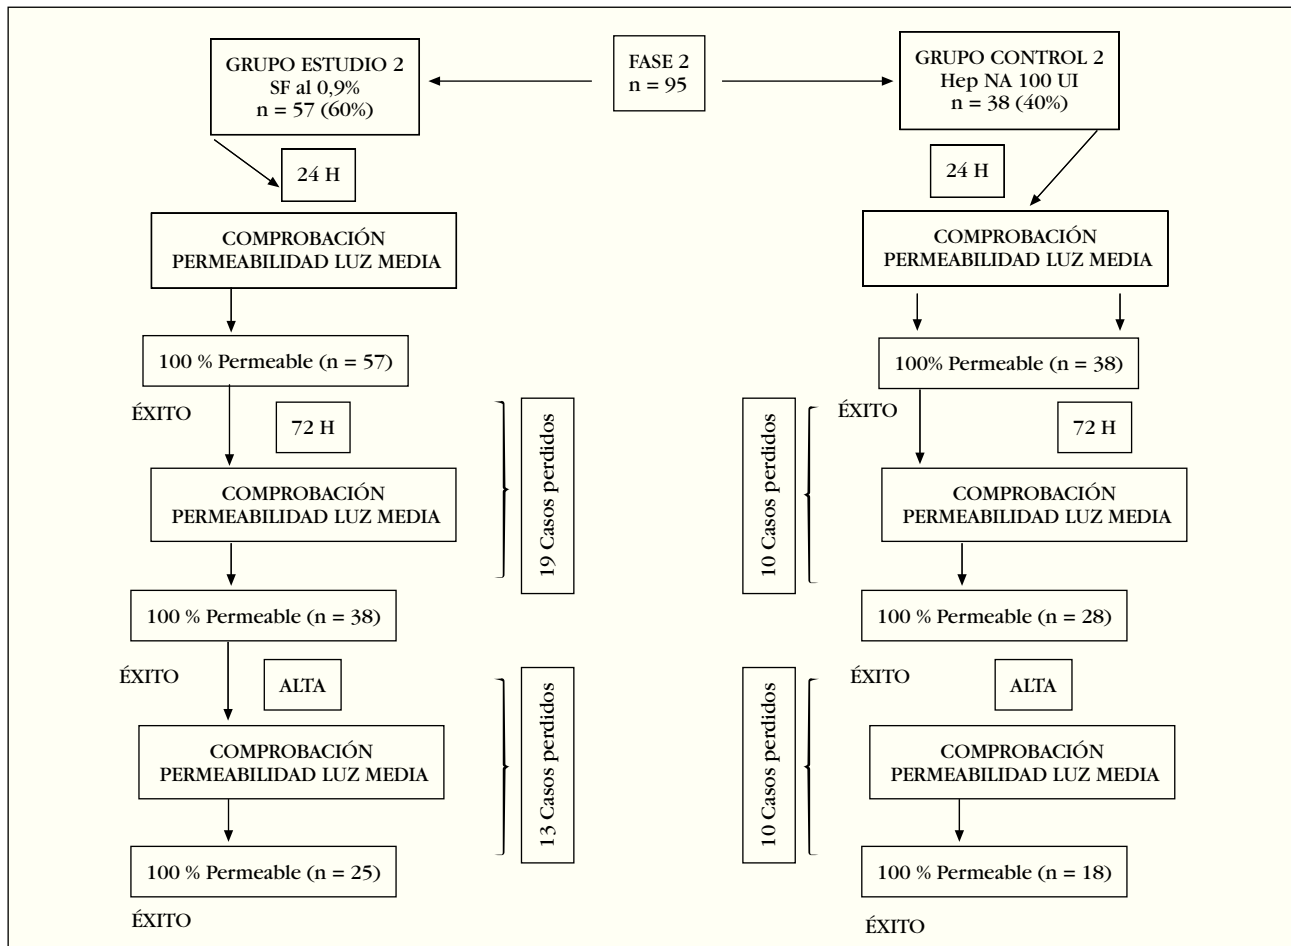 FASE 2
n = 95
GRUPO ESTUDIO 2
SF al 0,9%
n = 57 (60%)
24 H
COMPROBACIÓN
PERMEABILIDAD LUZ MEDIA
100 % Permeable (n = 57)
ÉXITO
72 H
19 Casos perdidos
COMPROBACIÓN
PERMEABILIDAD LUZ MEDIA
100 % Permeable (n = 38)
ÉXITO
ALTA
13 Casos perdidos
COMPROBACIÓN
PERMEABILIDAD LUZ MEDIA
100 % Permeable (n = 25)
ÉXITO
GRUPO CONTROL 2
Hep NA 100 UI
n = 38 (40%)
24 H
COMPROBACIÓN
PERMEABILIDAD LUZ MEDIA
100% Permeable (n = 38)
ÉXITO
72 H
10 Casos perdidos
COMPROBACIÓN
PERMEABILIDAD LUZ MEDIA
100 % Permeable (n = 28)
ÉXITO
ALTA
10 Casos perdidos
COMPROBACIÓN
PERMEABILIDAD LUZ MEDIA
100 % Permeable (n = 18)
ÉXITO